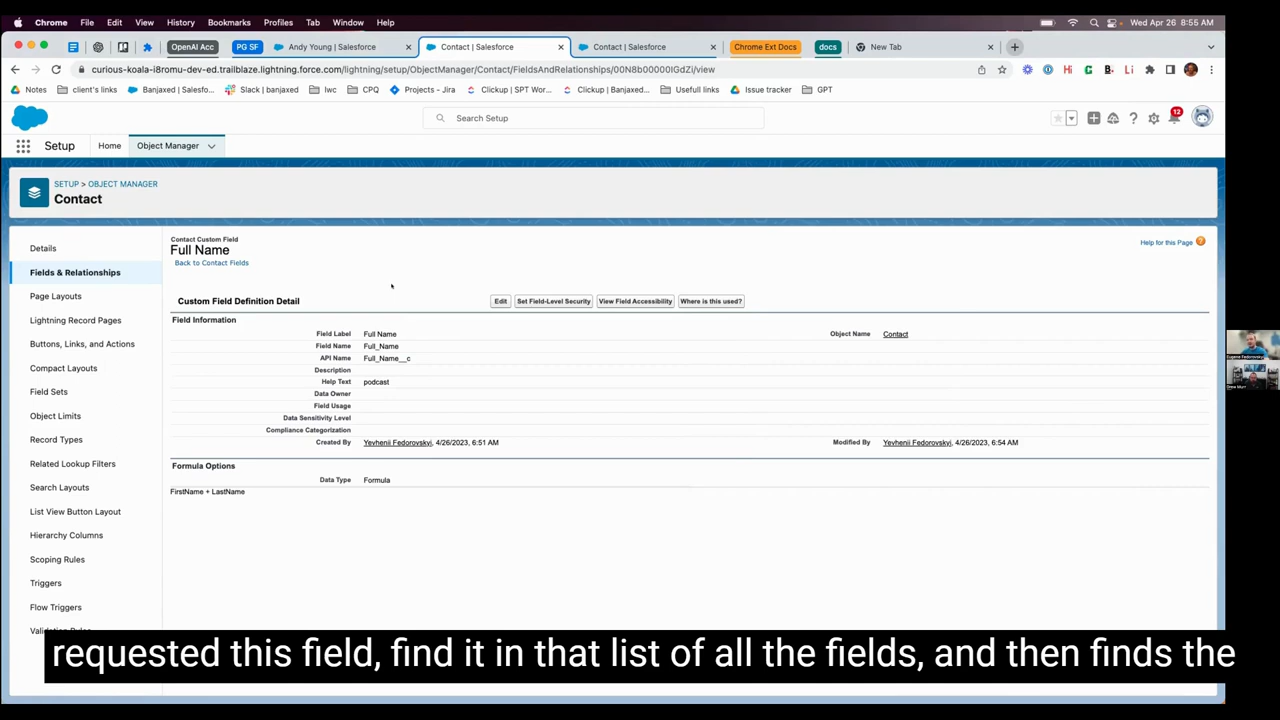 Chrome File Edit View History Bookmarks Profiles Tab Window Help
Wed Apr 26 8:55 AM
OpenAI Acc
PG SF
Andy Young | Salesforce
Contact | Salesforce
Contact | Salesforce
Chrome Ext Docs
docs
New Tab
curious-koala-i8romu-dev-ed.trailblaze.lightning.force.com/lightning/setup/ObjectManager/Contact/FieldsAndRelationships/00N8b00000IGdZi/view
Notes
client's links
Banjaxed | Salesfo...
Slack | banjaxed
lwc
CPQ
Projects - Jira
Clickup | SPT Wor...
Clickup | Banjaxed...
Usefull links
Issue tracker
GPT
Search Setup
12
Setup
Home
Object Manager
SETUP > OBJECT MANAGER
Contact
Details
Fields & Relationships
Page Layouts
Lightning Record Pages
Buttons, Links, and Actions
Compact Layouts
Field Sets
Object Limits
Record Types
Related Lookup Filters
Search Layouts
List View Button Layout
Hierarchy Columns
Scoping Rules
Triggers
Flow Triggers
Contact Custom Field
Full Name
Back to Contact Fields
Help for this Page
Custom Field Definition Detail
Edit
Set Field-Level Security
View Field Accessibility
Where is this used?
Field Information
Field Label Full Name
Object Name Contact
Field Name Full_Name
API Name Full_Name__c
Description
Help Text podcast
Data Owner
Field Usage
Data Sensitivity Level
Compliance Categorization
Created By Yevhenii Fedorovskyi, 4/26/2023, 6:51 AM
Modified By Yevhenii Fedorovskyi, 4/26/2023, 6:54 AM
Formula Options
Data Type Formula
FirstName + LastName
Eugene Fedorovskyi
Drew Murr
requested this field, find it in that list of all the fields, and then finds the